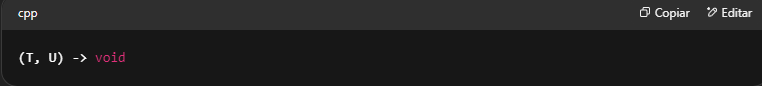 cpp
Copiar
Editar
(T, U) -> void